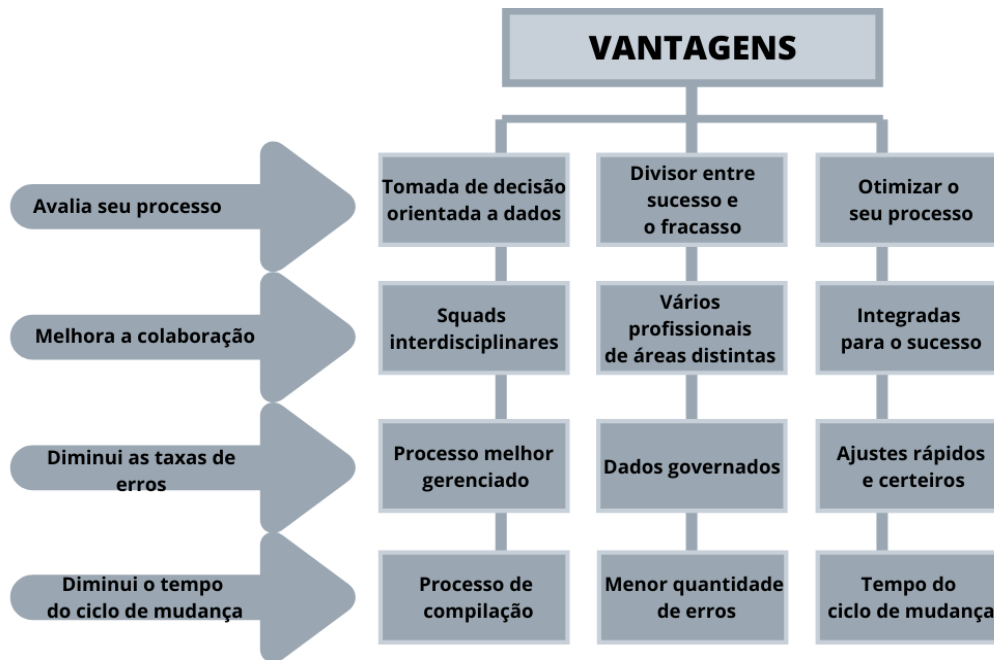 VANTAGENS
Avalia seu processo
Tomada de decisão
orientada a dados
Divisor entre
sucesso e
o fracasso
Otimizar o
seu processo
Melhora a colaboração
Squads
interdisciplinares
Vários
profissionais
de áreas distintas
Integradas
para o sucesso
Diminui as taxas de
erros
Processo melhor
gerenciado
Dados governados
Ajustes rápidos
e certeiros
Diminui o tempo
do ciclo de mudança
Processo de
compilação
Menor quantidade
de erros
Tempo do
ciclo de mudança